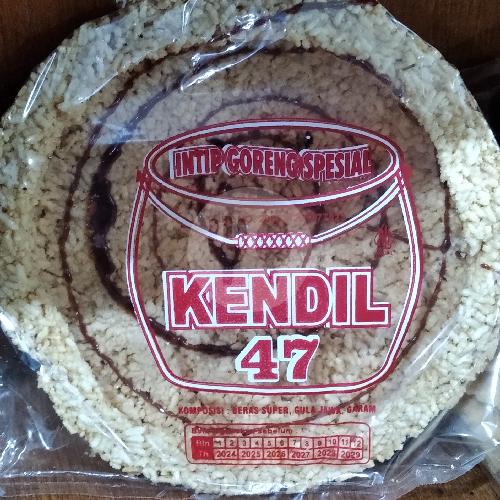 INTIP GORENG SPESIAL
KENDIL
47
KOMPOSISI : BERAS SUPER, GULA JAWA, GARAM
sebelum
Bln 1 2 3 4 5 6 7 8 9 10 11 12
Th 2024 2025 2026 2027 2028 2029